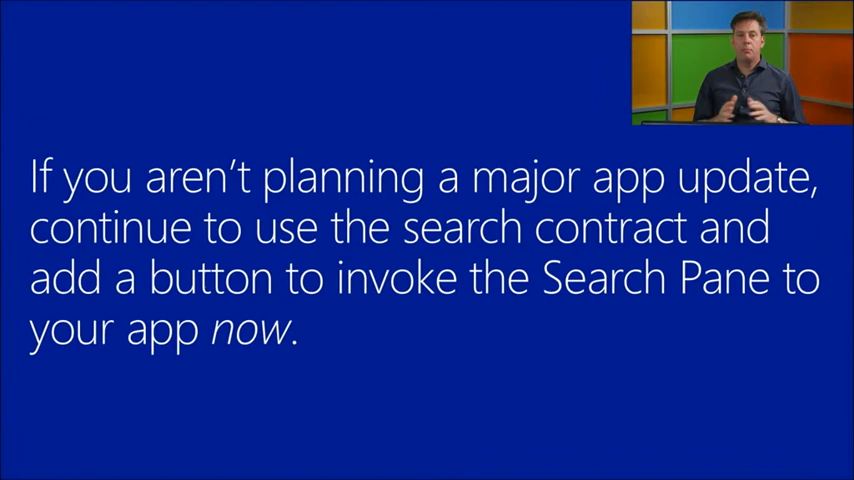 If you aren't planning a major app update,
continue to use the search contract and
add a button to invoke the Search Pane to
your app now.